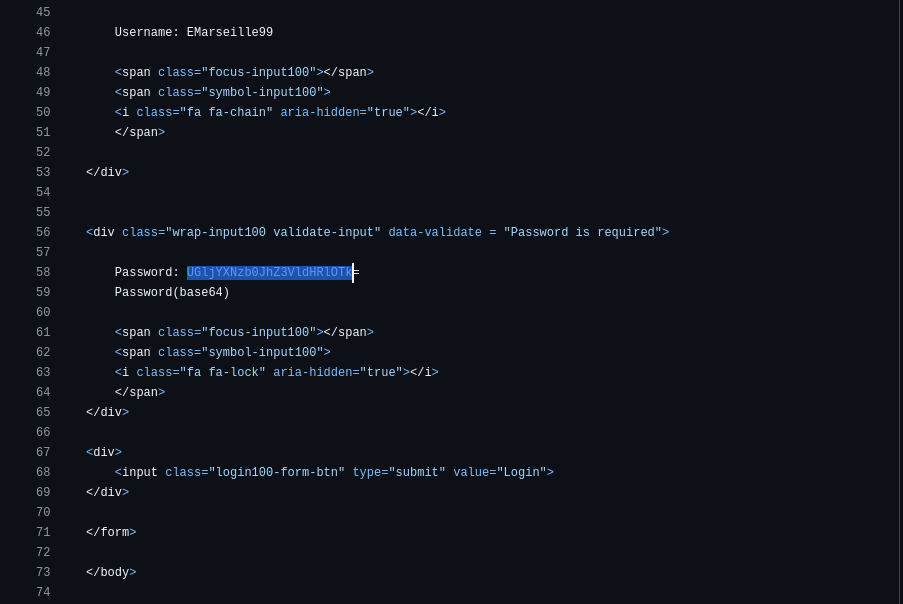 45
46 Username: EMarseille99
47
48 <span class="focus-input100"></span>
49 <span class="symbol-input100">
50 <i class="fa fa-chain" aria-hidden="true"></i>
51 </span>
52
53 </div>
54
55
56 <div class="wrap-input100 validate-input" data-validate = "Password is required">
57
58 Password: UGljYXNzb0JhZ3VldHRlOTk=
59 Password(base64)
60
61 <span class="focus-input100"></span>
62 <span class="symbol-input100">
63 <i class="fa fa-lock" aria-hidden="true"></i>
64 </span>
65 </div>
66
67 <div>
68 <input class="login100-form-btn" type="submit" value="Login">
69 </div>
70
71 </form>
72
73 </body>
74